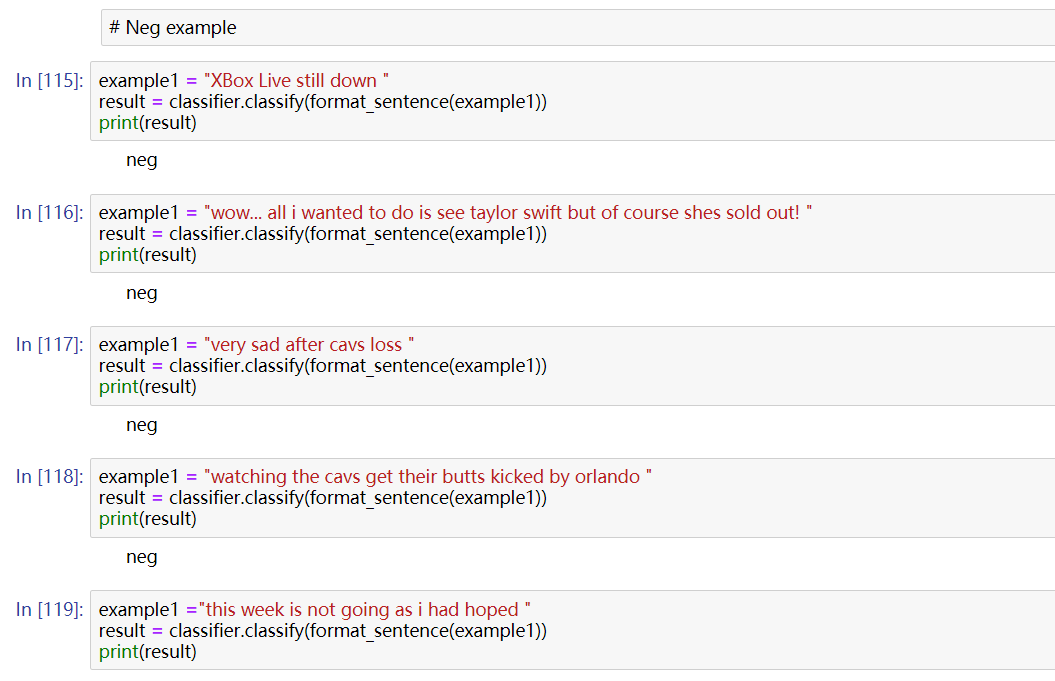 # Neg example
In [115]: example1 = "XBox Live still down "
result = classifier.classify(format_sentence(example1))
print(result)
neg
In [116]: example1 = "wow... all i wanted to do is see taylor swift but of course shes sold out! "
result = classifier.classify(format_sentence(example1))
print(result)
neg
In [117]: example1 = "very sad after cavs loss "
result = classifier.classify(format_sentence(example1))
print(result)
neg
In [118]: example1 = "watching the cavs get their butts kicked by orlando "
result = classifier.classify(format_sentence(example1))
print(result)
neg
In [119]: example1 ="this week is not going as i had hoped "
result = classifier.classify(format_sentence(example1))
print(result)